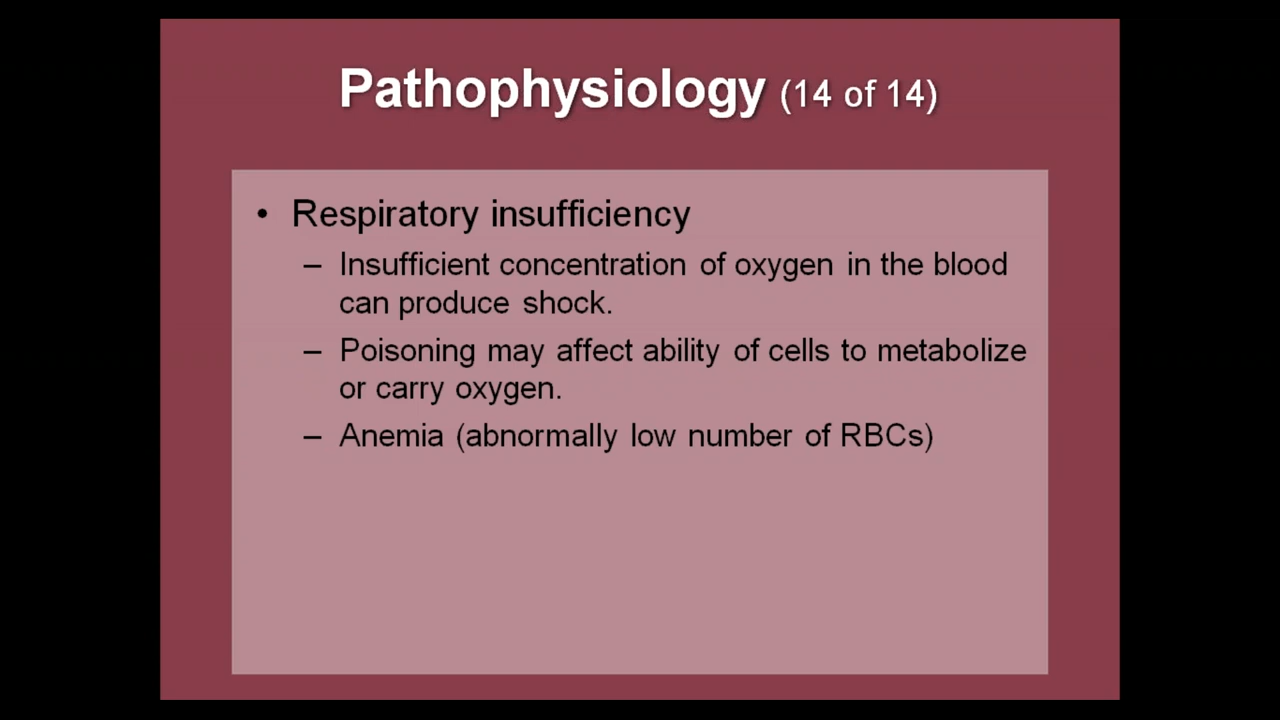 Pathophysiology (14 of 14)
• Respiratory insufficiency
– Insufficient concentration of oxygen in the blood
can produce shock.
– Poisoning may affect ability of cells to metabolize
or carry oxygen.
– Anemia (abnormally low number of RBCs)